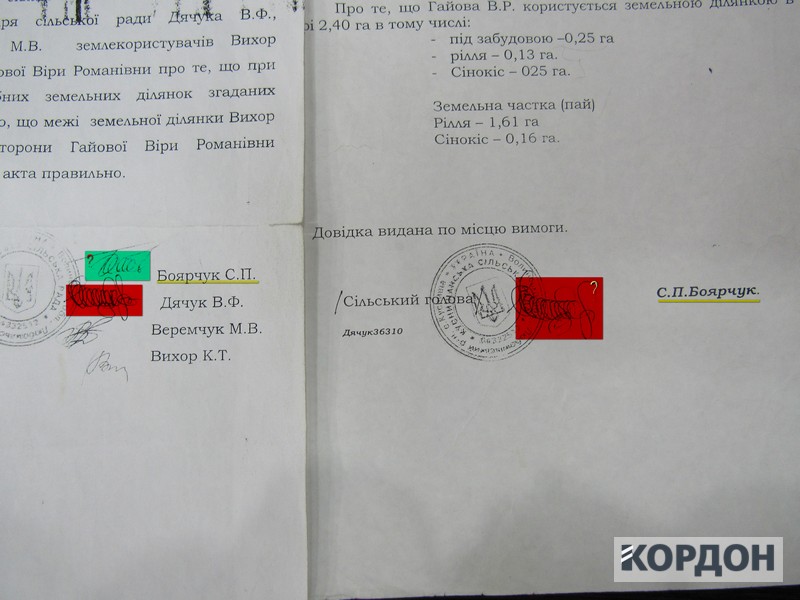 ря сільської ради Дячука В.Ф.,
М.В. землекористувачів Вихор
ової Віри Романівни про те, що при
бних земельних ділянок згаданих
о, що межі земельної ділянки Вихор
торони Гайової Віри Романівни
акта правильно.
Боярчук С.П.
Дячук В.Ф.
Веремчук М.В.
Вихор К.Т.
Про те, що Гайова В.Р. користується земельною ділянкою в
рі 2,40 га в тому числі:
- під забудовою –0,25 га
- рілля – 0,13 га.
- Сінокіс – 025 га.
Земельна частка (пай)
Рілля – 1,61 га
Сінокіс – 0,16 га.
Довідка видана по місцю вимоги.
/Сільський голова
С.П.Боярчук.
Дячук36310
?
?
УКРАЇНА
КОРДОН